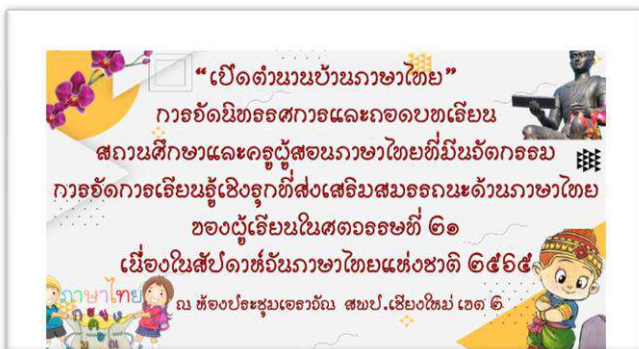 “เปิดตำนานบ้านภาษาไทย”
การจัดนิทรรศการและถอดบทเรียน
สถานศึกษาและครูผู้สอนภาษาไทยที่มีนวัตกรรม
การจัดการเรียนรู้เชิงรุกที่ส่งเสริมสมรรถนะด้านภาษาไทย
ของผู้เรียนในศตวรรษที่ ๒๑
เนื่องในสัปดาห์วันภาษาไทยแห่งชาติ ๒๕๖๕
ณ ห้องประชุมเอราวัณ สพป.เชียงใหม่ เขต ๒
ภาษาไทย